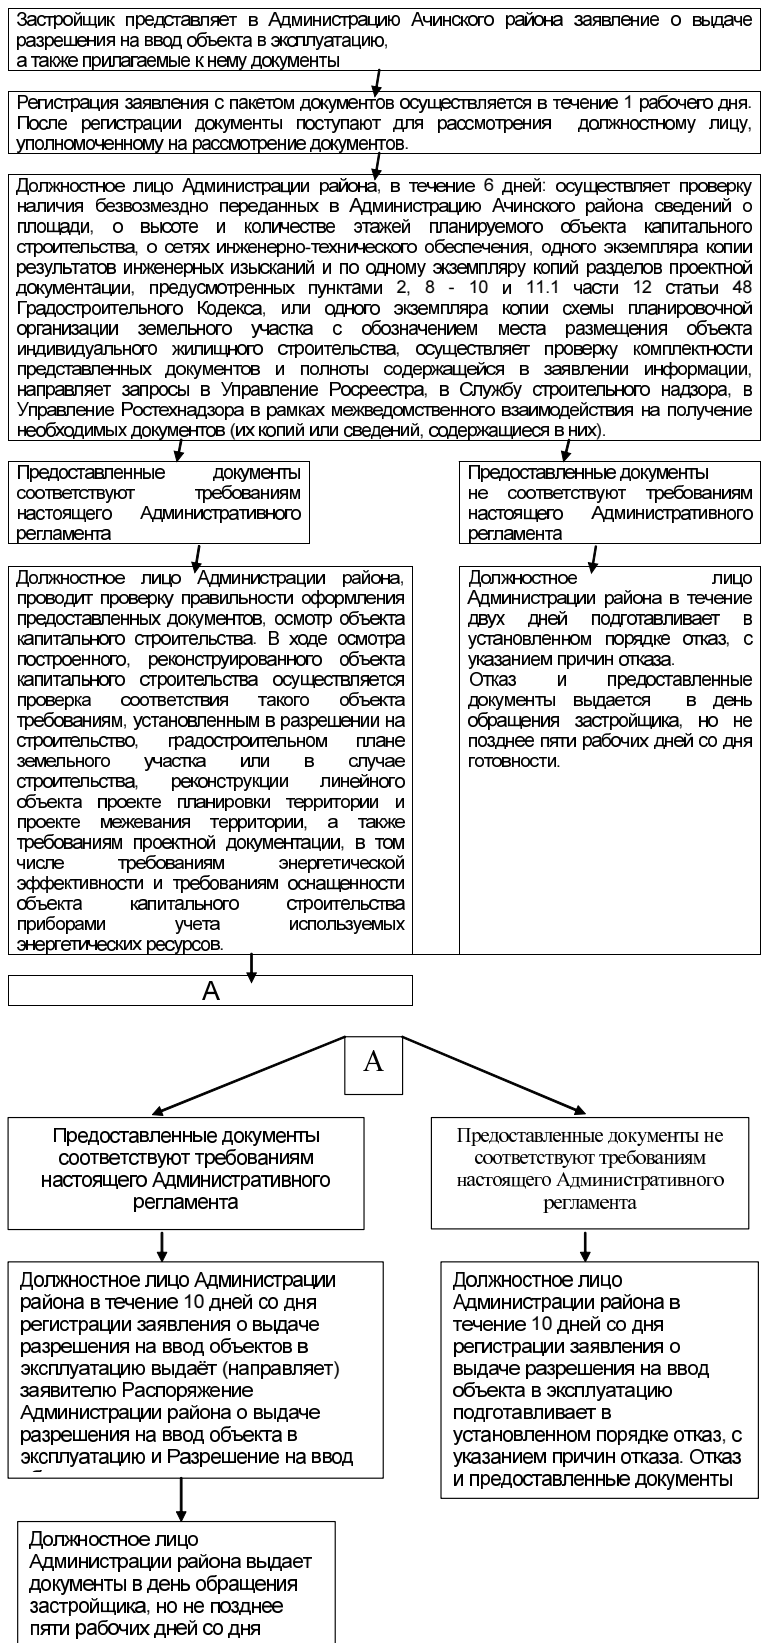 Застройщик представляет в Администрацию Ачинского района заявление о выдаче
разрешения на ввод объекта в эксплуатацию,
а также прилагаемые к нему документы
Регистрация заявления с пакетом документов осуществляется в течение 1 рабочего дня.
После регистрации документы поступают для рассмотрения должностному лицу,
уполномоченному на рассмотрение документов.
Должностное лицо Администрации района, в течение 6 дней: осуществляет проверку
наличия безвозмездно переданных в Администрацию Ачинского района сведений о
площади, о высоте и количестве этажей планируемого объекта капитального
строительства, о сетях инженерно-технического обеспечения, одного экземпляра копии
результатов инженерных изысканий и по одному экземпляру копий разделов проектной
документации, предусмотренных пунктами 2, 8 - 10 и 11.1 части 12 статьи 48
Градостроительного Кодекса, или одного экземпляра копии схемы планировочной
организации земельного участка с обозначением места размещения объекта
индивидуального жилищного строительства, осуществляет проверку комплектности
представленных документов и полноты содержащейся в заявлении информации,
направляет запросы в Управление Росреестра, в Службу строительного надзора, в
Управление Ростехнадзора в рамках межведомственного взаимодействия на получение
необходимых документов (их копий или сведений, содержащиеся в них).
Предоставленные документы
соответствуют требованиям
настоящего Административного
регламента
Предоставленные документы
не соответствуют требованиям
настоящего Административного
регламента
Должностное лицо Администрации района,
проводит проверку правильности оформления
предоставленных документов, осмотр объекта
капитального строительства. В ходе осмотра
построенного, реконструированного объекта
капитального строительства осуществляется
проверка соответствия такого объекта
требованиям, установленным в разрешении на
строительство, градостроительном плане
земельного участка или в случае
строительства, реконструкции линейного
объекта проекте планировки территории и
проекте межевания территории, а также
требованиям проектной документации, в том
числе требованиям энергетической
эффективности и требованиям оснащенности
объекта капитального строительства
приборами учета используемых
энергетических ресурсов.
Должностное лицо
Администрации района в течение
двух дней подготавливает в
установленном порядке отказ, с
указанием причин отказа.
Отказ и предоставленные
документы выдается в день
обращения застройщика, но не
позднее пяти рабочих дней со дня
готовности.
А
А
Предоставленные документы
соответствуют требованиям
настоящего Административного
регламента
Предоставленные документы не
соответствуют требованиям
настоящего Административного
регламента
Должностное лицо Администрации
района в течение 10 дней со дня
регистрации заявления о выдаче
разрешения на ввод объектов в
эксплуатацию выдаёт (направляет)
заявителю Распоряжение
Администрации района о выдаче
разрешения на ввод объекта в
эксплуатацию и Разрешение на ввод
Должностное лицо
Администрации района в
течение 10 дней со дня
регистрации заявления о
выдаче разрешения на ввод
объекта в эксплуатацию
подготавливает в
установленном порядке отказ, с
указанием причин отказа. Отказ
и предоставленные документы
Должностное лицо
Администрации района выдает
документы в день обращения
застройщика, но не позднее
пяти рабочих дней со дня